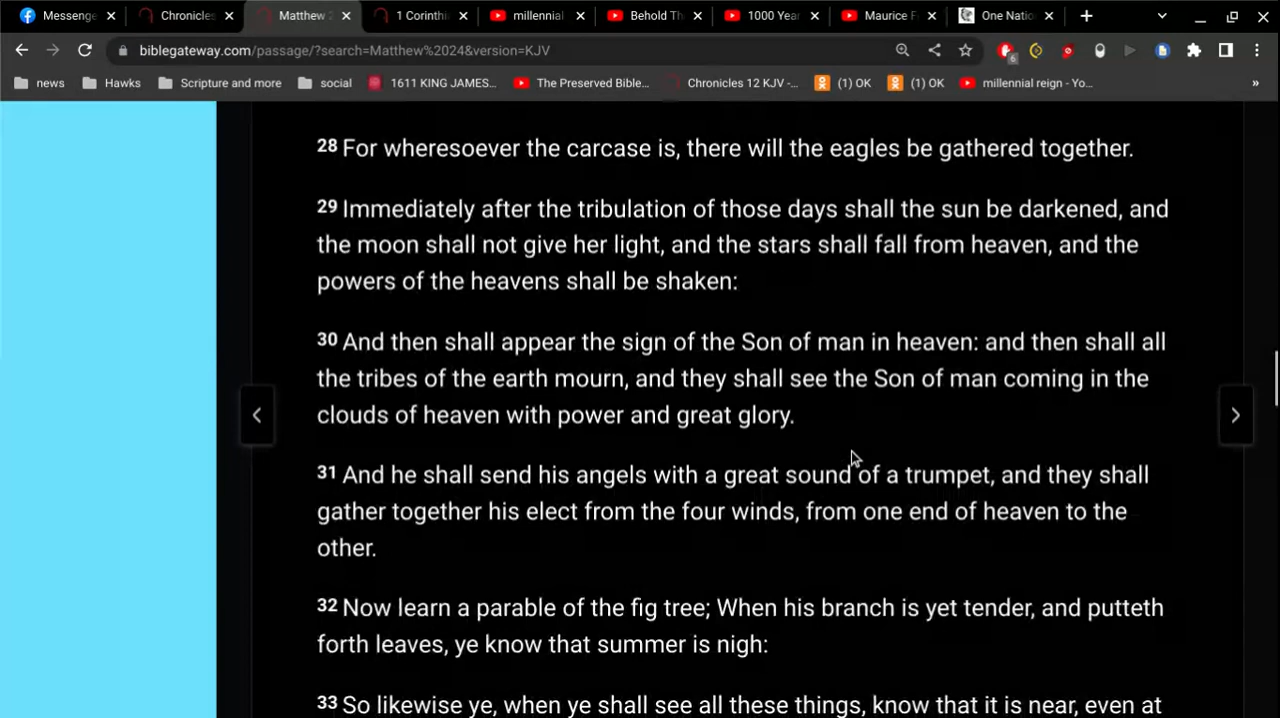 Messenge
Chronicles
Matthew 2
1 Corinthi
millennial
Behold Th
1000 Year
Maurice F
One Natio
biblegateway.com/passage/?search=Matthew%2024&version=KJV
6
news
Hawks
Scripture and more
social
1611 KING JAMES...
The Preserved Bible...
Chronicles 12 KJV -...
(1) OK
(1) OK
millennial reign - Yo...
28 For wheresoever the carcase is, there will the eagles be gathered together.
29 Immediately after the tribulation of those days shall the sun be darkened, and
the moon shall not give her light, and the stars shall fall from heaven, and the
powers of the heavens shall be shaken:
30 And then shall appear the sign of the Son of man in heaven: and then shall all
the tribes of the earth mourn, and they shall see the Son of man coming in the
clouds of heaven with power and great glory.
31 And he shall send his angels with a great sound of a trumpet, and they shall
gather together his elect from the four winds, from one end of heaven to the
other.
32 Now learn a parable of the fig tree; When his branch is yet tender, and putteth
forth leaves, ye know that summer is nigh:
33 So likewise ye, when ye shall see all these things, know that it is near, even at